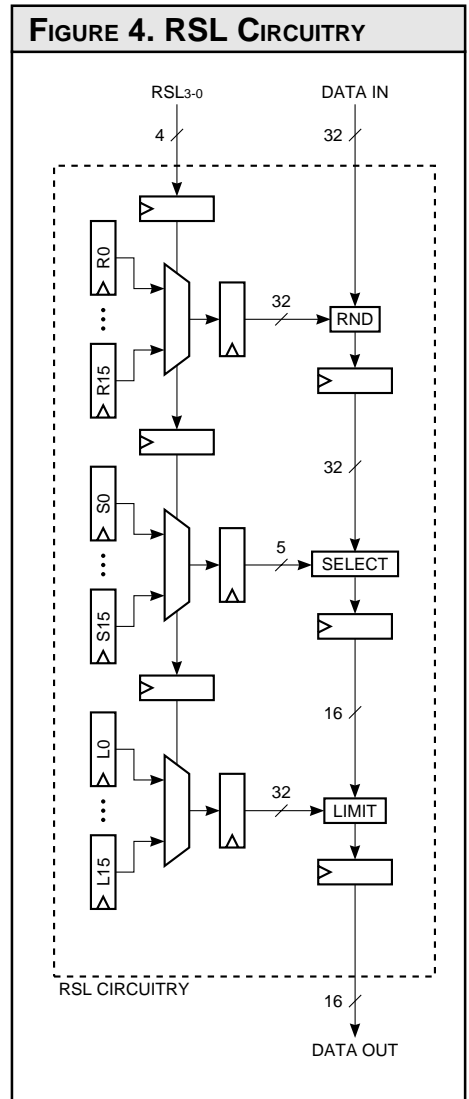 FIGURE 4. RSL CIRCUITRY
RSL3-0 DATA IN
4 32
R0
R15
32
RND
32
S0
S15
5
SELECT
16
L0
L15
32
LIMIT
RSL CIRCUITRY
16
DATA OUT